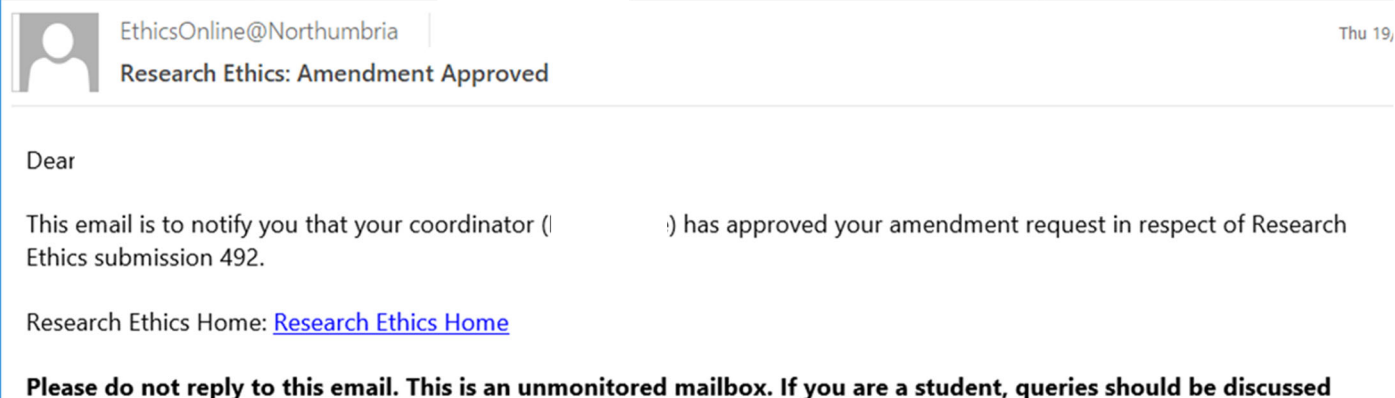 EthicsOnline@Northumbria
Thu 19/
Research Ethics: Amendment Approved
Dear
This email is to notify you that your coordinator ( ) has approved your amendment request in respect of Research
Ethics submission 492.
Research Ethics Home: Research Ethics Home
Please do not reply to this email. This is an unmonitored mailbox. If you are a student, queries should be discussed